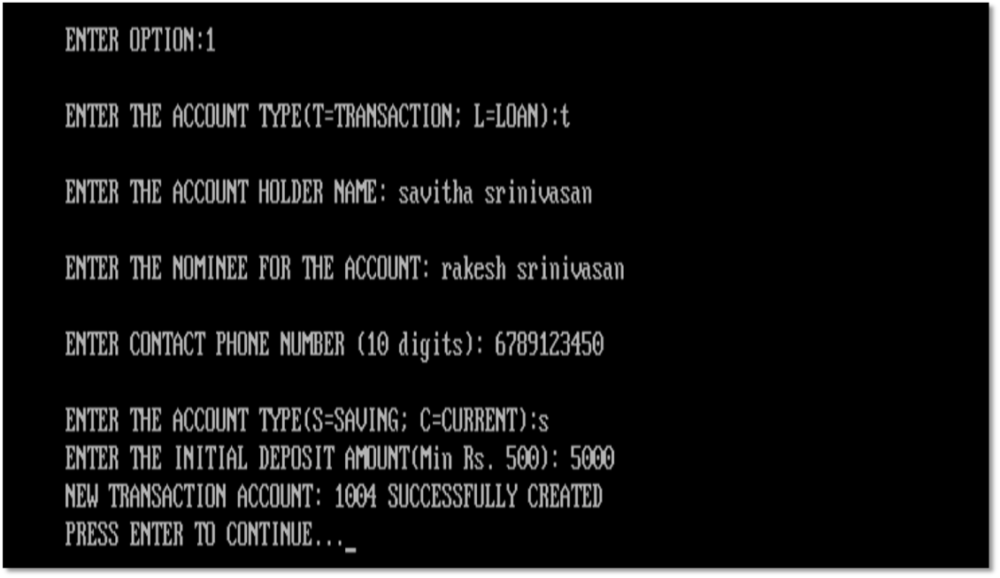 ENTER OPTION:1
ENTER THE ACCOUNT TYPE(T=TRANSACTION; L=LOAN):t
ENTER THE ACCOUNT HOLDER NAME: savitha srinivasan
ENTER THE NOMINEE FOR THE ACCOUNT: rakesh srinivasan
ENTER CONTACT PHONE NUMBER (10 digits): 6789123450
ENTER THE ACCOUNT TYPE(S=SAVING; C=CURRENT):s
ENTER THE INITIAL DEPOSIT AMOUNT(Min Rs. 500): 5000
NEW TRANSACTION ACCOUNT: 1004 SUCCESSFULLY CREATED
PRESS ENTER TO CONTINUE..._